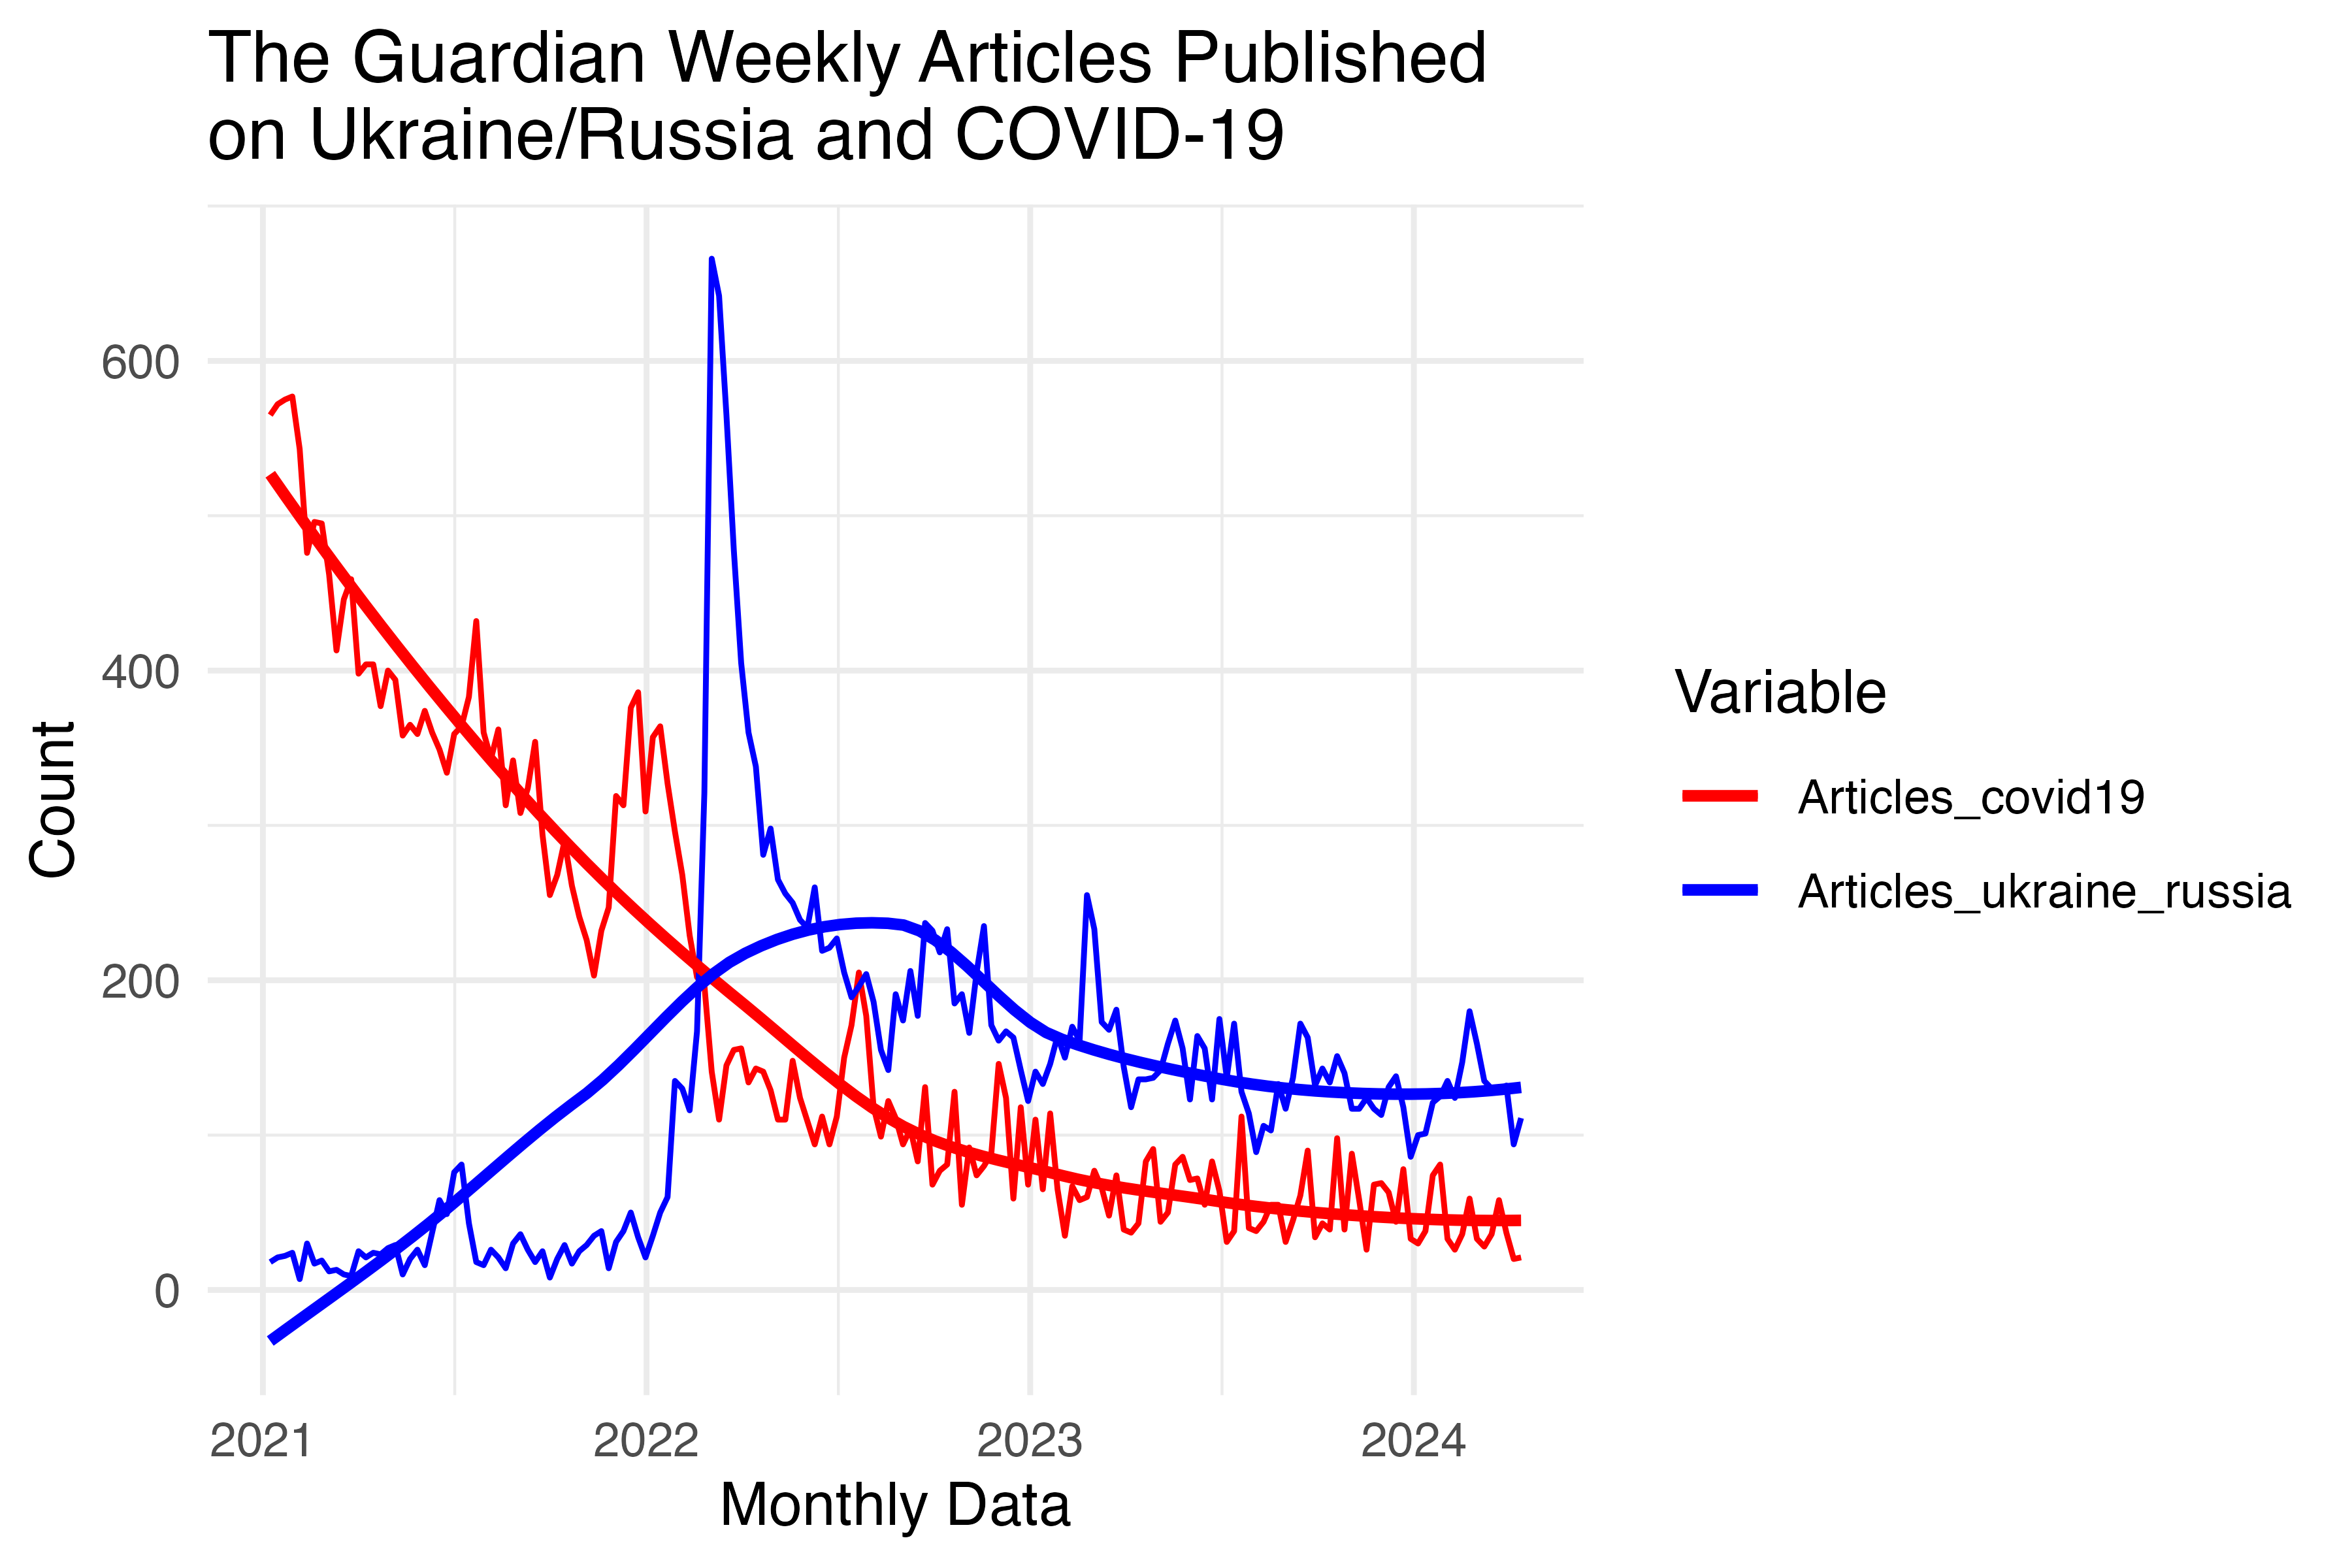 The Guardian Weekly Articles Published
on Ukraine/Russia and COVID-19
600
400
200
0
Count
2021
2022
2023
2024
Monthly Data
Variable
Articles_covid19
Articles_ukraine_russia